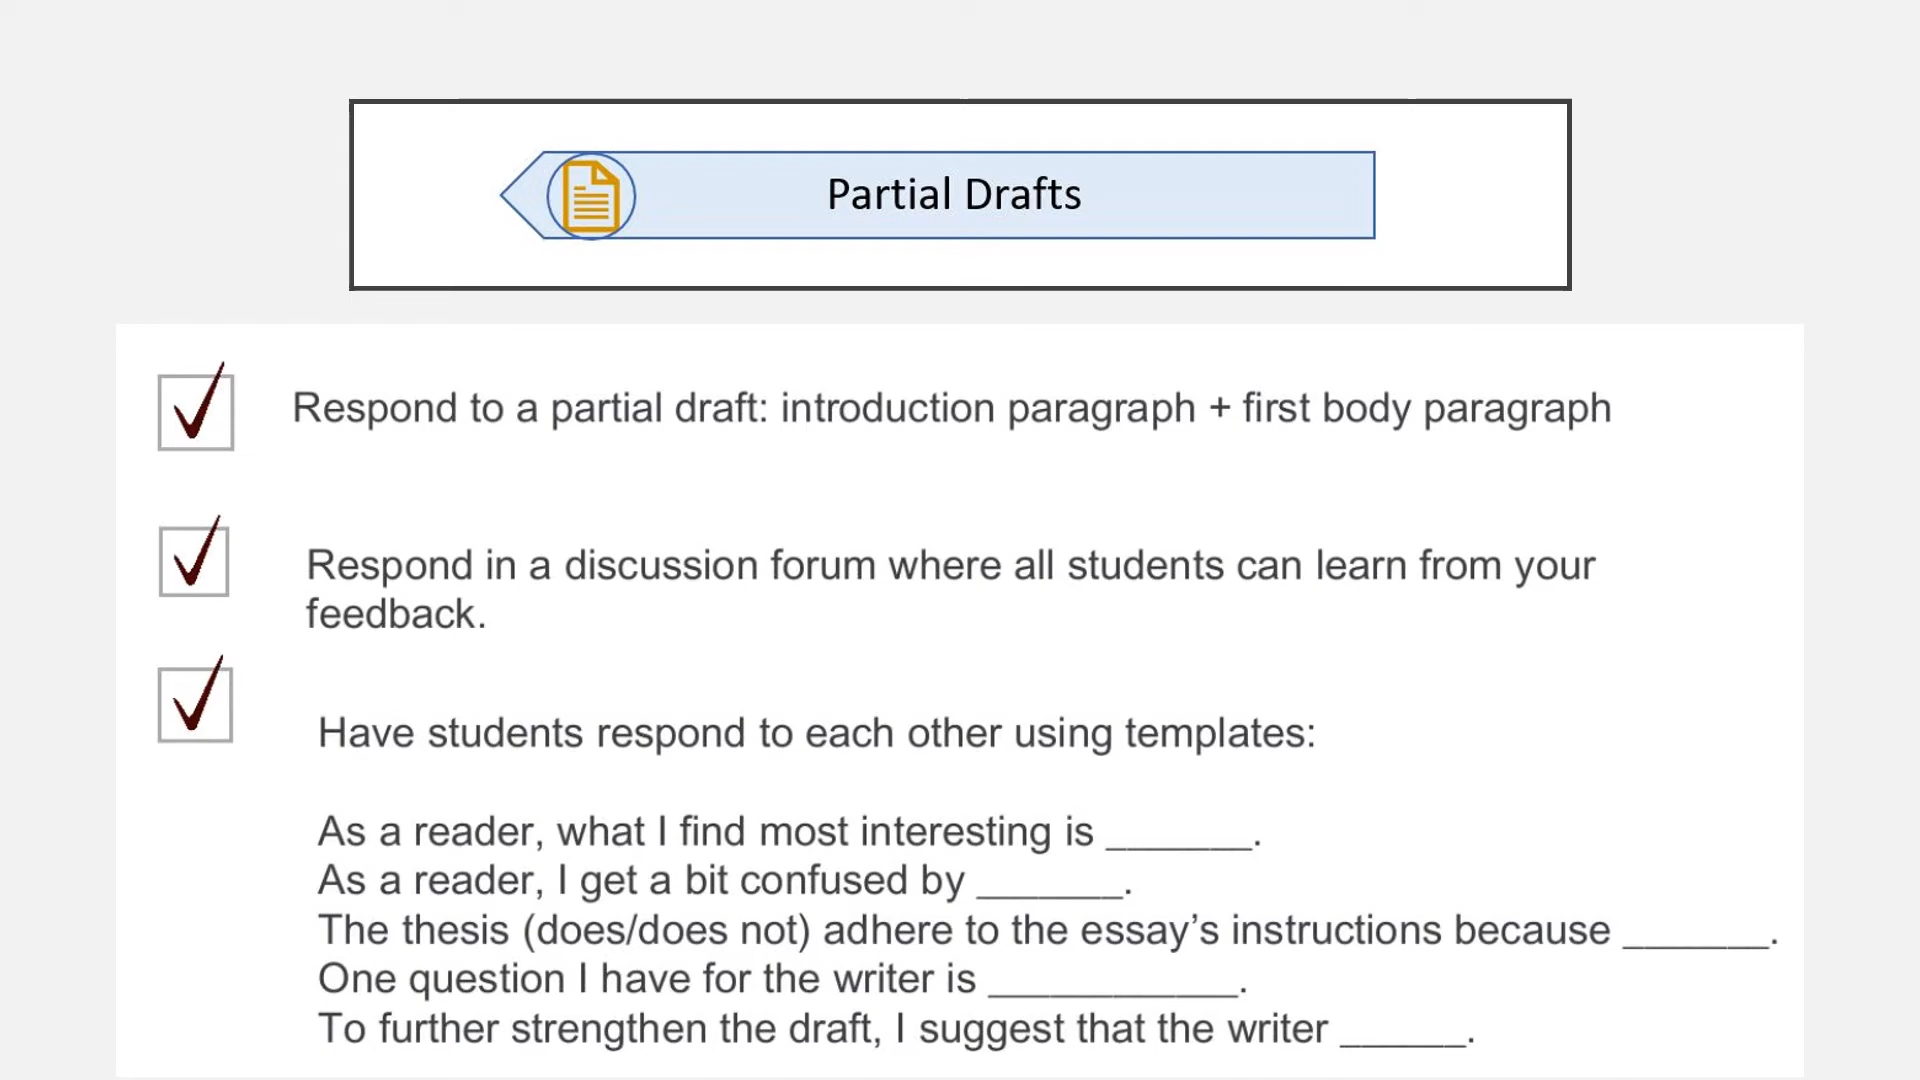 Partial Drafts
Respond to a partial draft: introduction paragraph + first body paragraph
Respond in a discussion forum where all students can learn from your
feedback.
Have students respond to each other using templates:
As a reader, what I find most interesting is _______.
As a reader, I get a bit confused by _______.
The thesis (does/does not) adhere to the essay’s instructions because _______.
One question I have for the writer is ____________.
To further strengthen the draft, I suggest that the writer ______.